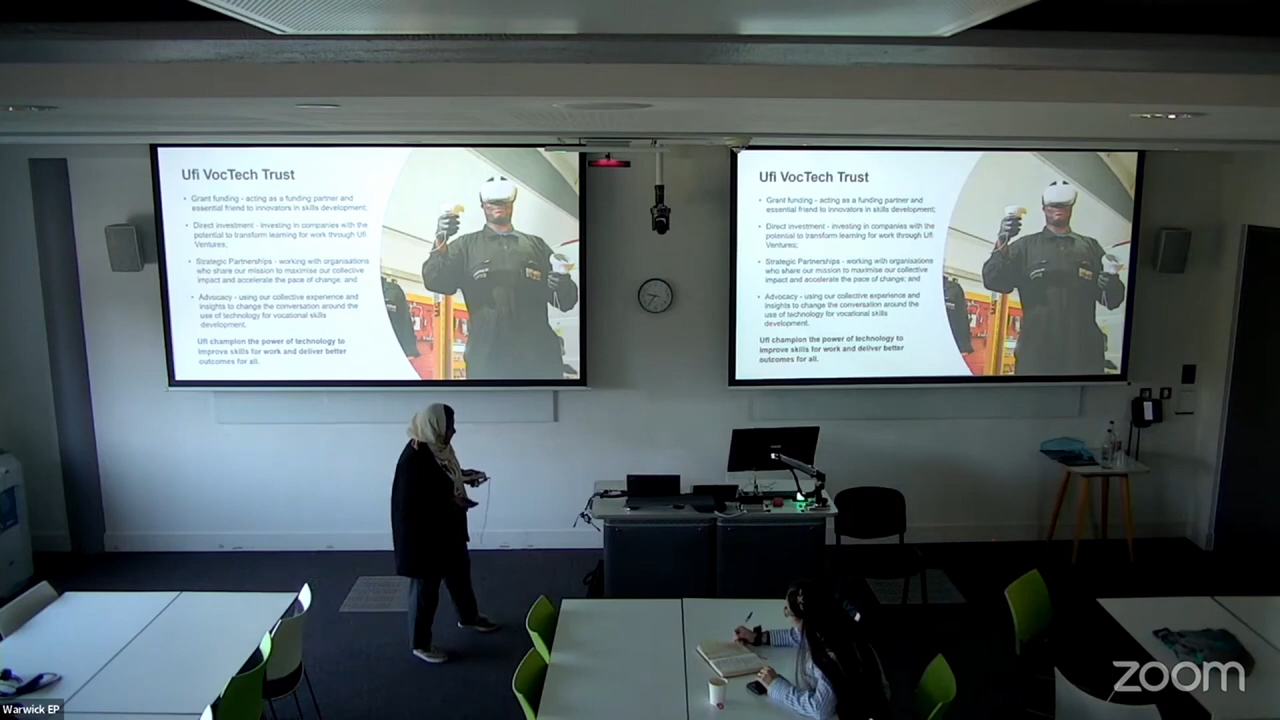 Ufi VocTech Trust
• Grant funding - acting as a funding partner and
essential friend to innovators in skills development;
• Direct investment - investing in companies with the
potential to transform learning for work through Ufi
Ventures;
• Strategic Partnerships - working with organisations
who share our mission to maximise our collective
impact and accelerate the pace of change; and
• Advocacy - using our collective experience and
insights to change the conversation around the
use of technology for vocational skills
development.
Ufi champion the power of technology to
improve skills for work and deliver better
outcomes for all.
Ufi VocTech Trust
• Grant funding - acting as a funding partner and
essential friend to innovators in skills development;
• Direct investment - investing in companies with the
potential to transform learning for work through Ufi
Ventures;
• Strategic Partnerships - working with organisations
who share our mission to maximise our collective
impact and accelerate the pace of change; and
• Advocacy - using our collective experience and
insights to change the conversation around the
use of technology for vocational skills
development.
Ufi champion the power of technology to
improve skills for work and deliver better
outcomes for all.
zoom
Warwick EP